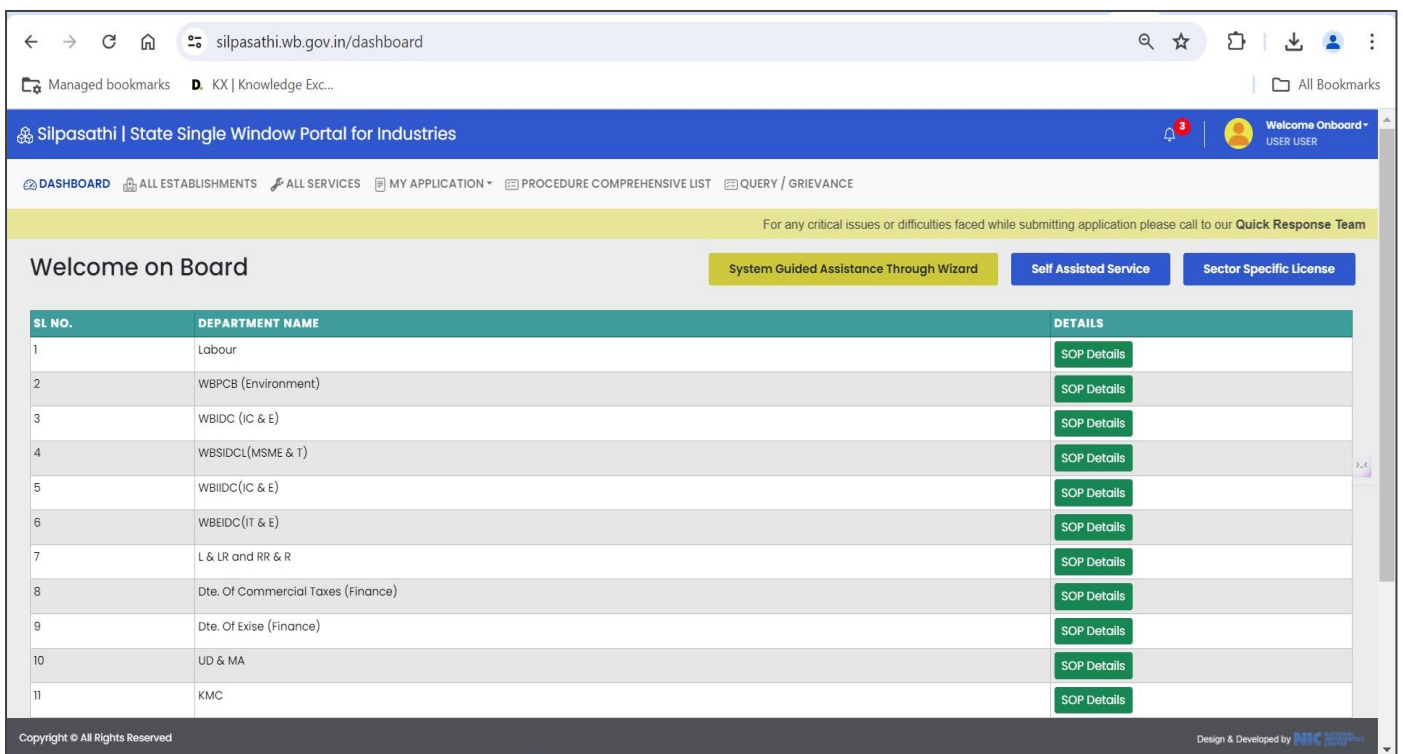 silpasathi.wb.gov.in/dashboard
Managed bookmarks D. KX | Knowledge Exc... All Bookmarks
Silpasathi | State Single Window Portal for Industries 3 Welcome Onboard
USER USER
DASHBOARD ALL ESTABLISHMENTS ALL SERVICES MY APPLICATION PROCEDURE COMPREHENSIVE LIST QUERY / GRIEVANCE
For any critical issues or difficulties faced while submitting application please call to our Quick Response Team
Welcome on Board System Guided Assistance Through Wizard Self Assisted Service Sector Specific License
SL NO. DEPARTMENT NAME DETAILS
1 Labour SOP Details
2 WBPCB (Environment) SOP Details
3 WBIDC (IC & E) SOP Details
4 WBSIDCL(MSME & T) SOP Details
5 WBIIDC(IC & E) SOP Details
6 WBEIDC(IT & E) SOP Details
7 L & LR and RR & R SOP Details
8 Dte. Of Commercial Taxes (Finance) SOP Details
9 Dte. Of Exise (Finance) SOP Details
10 UD & MA SOP Details
11 KMC SOP Details
Copyright © All Rights Reserved Design & Developed by NIC NATIONAL INFORMATICS CENTRE